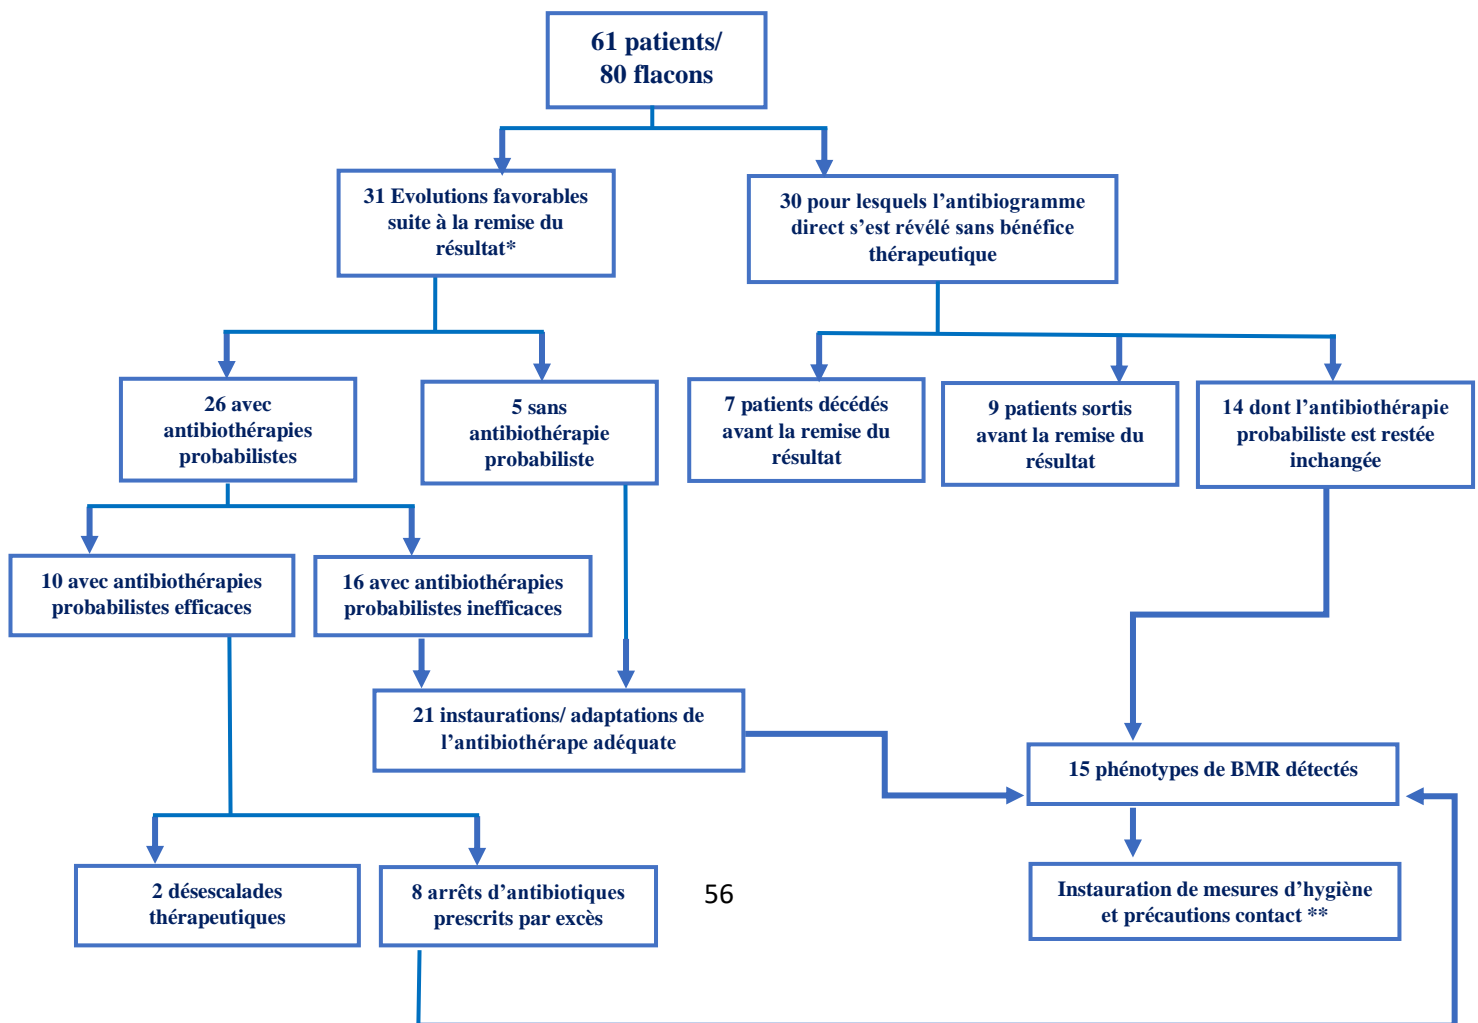 61 patients/
80 flacons
31 Evolutions favorables
suite à la remise du
résultat*
30 pour lesquels l’antibiogramme
direct s’est révélé sans bénéfice
thérapeutique
26 avec
antibiothérapies
probabilistes
5 sans
antibiothérapie
probabiliste
7 patients décédés
avant la remise du
résultat
9 patients sortis
avant la remise du
résultat
14 dont l’antibiothérapie
probabiliste est restée
inchangée
10 avec antibiothérapies
probabilistes efficaces
16 avec antibiothérapies
probabilistes inefficaces
21 instaurations/ adaptations de
l’antibiothérape adéquate
15 phénotypes de BMR détectés
2 désescalades
thérapeutiques
8 arrêts d’antibiotiques
prescrits par excès
56
Instauration de mesures d’hygiène
et précautions contact **